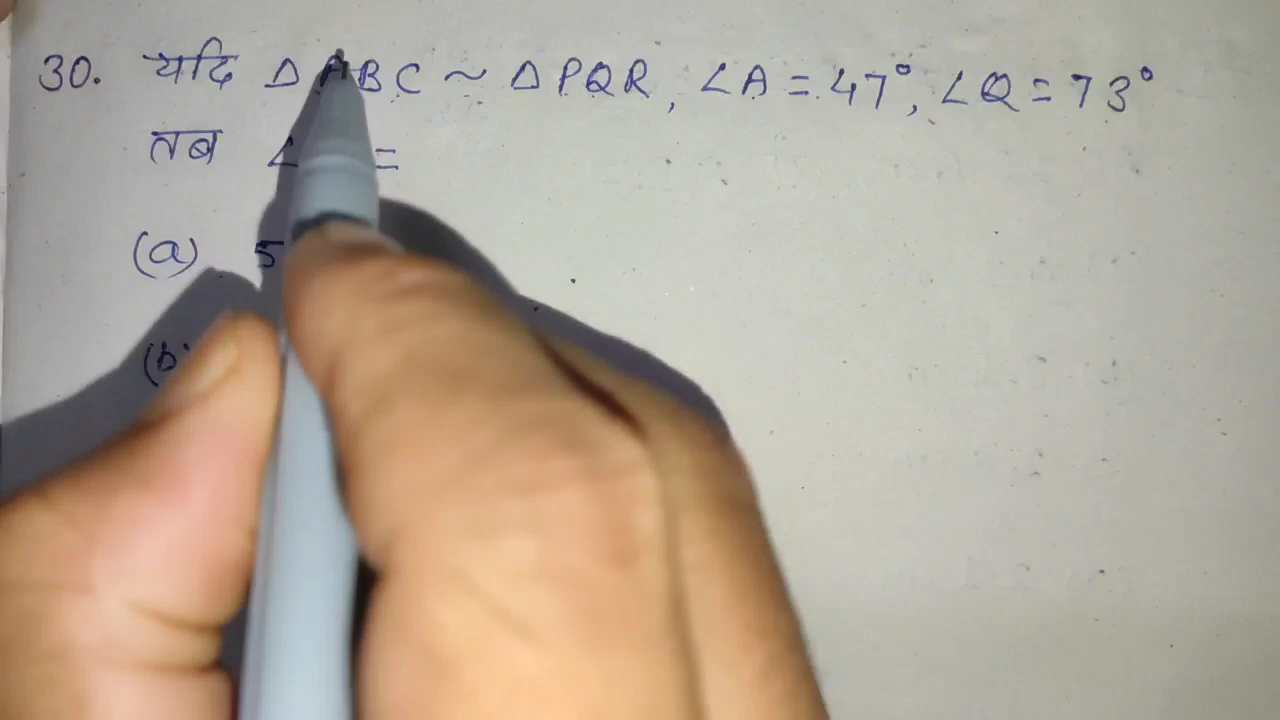 30. यदि Δ ABC ~ Δ PQR, ∠A = 47°, ∠Q = 73°
तब ∠ =
(a) 5
(b)